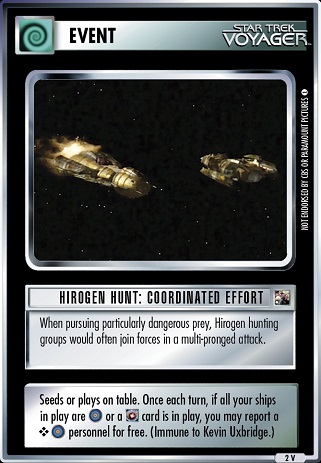 EVENT
STAR TREK
VOYAGER
NOT ENDORSED BY CBS OR PARAMOUNT PICTURES
HIROGEN HUNT: COORDINATED EFFORT
When pursuing particularly dangerous prey, Hirogen hunting
groups would often join forces in a multi-pronged attack.
Seeds or plays on table. Once each turn, if all your ships
in play are or a card is in play, you may report a
❖ personnel for free. (Immune to Kevin Uxbridge.)
2 V